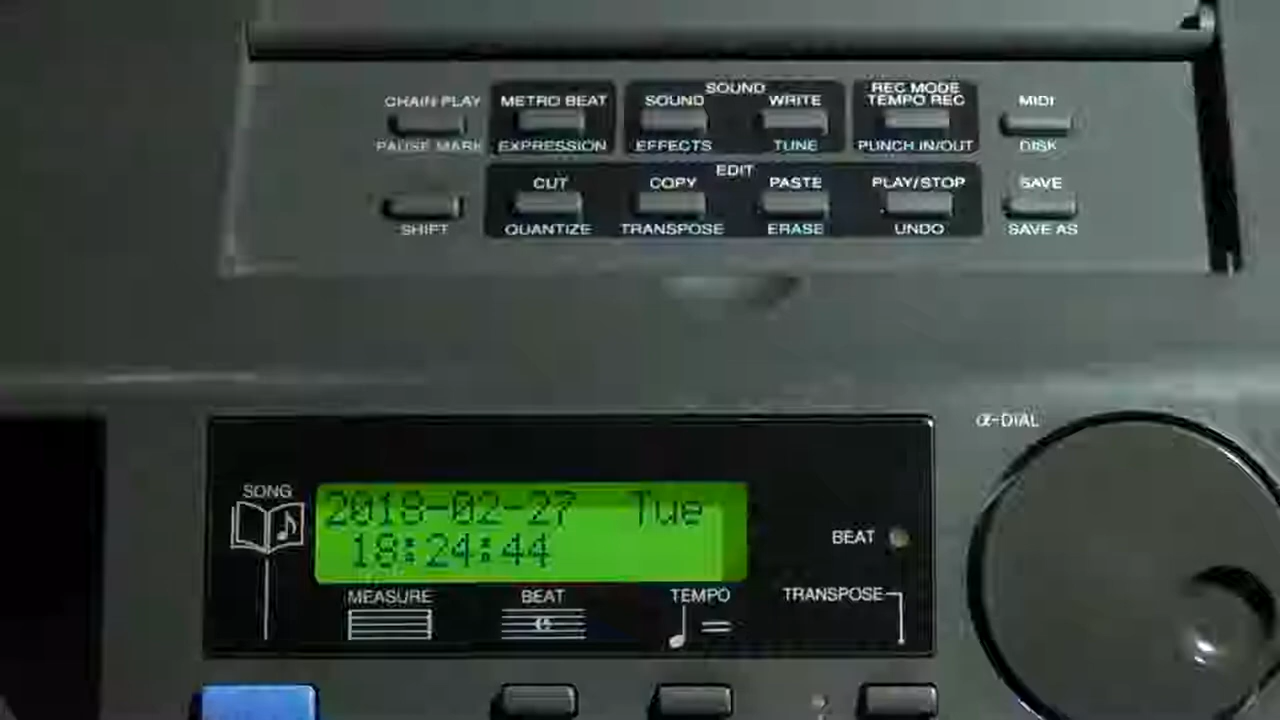 CHAIN PLAY METRO BEAT SOUND SOUND WRITE REC MODE TEMPO REC MIDI
PAUSE MARK EXPRESSION EFFECTS TUNE PUNCH IN/OUT DISK
EDIT
CUT COPY PASTE PLAY/STOP SAVE
SHIFT QUANTIZE TRANSPOSE ERASE UNDO SAVE AS
α-DIAL
SONG
2018-02-27 Tue
18:24:44
BEAT
MEASURE BEAT TEMPO TRANSPOSE